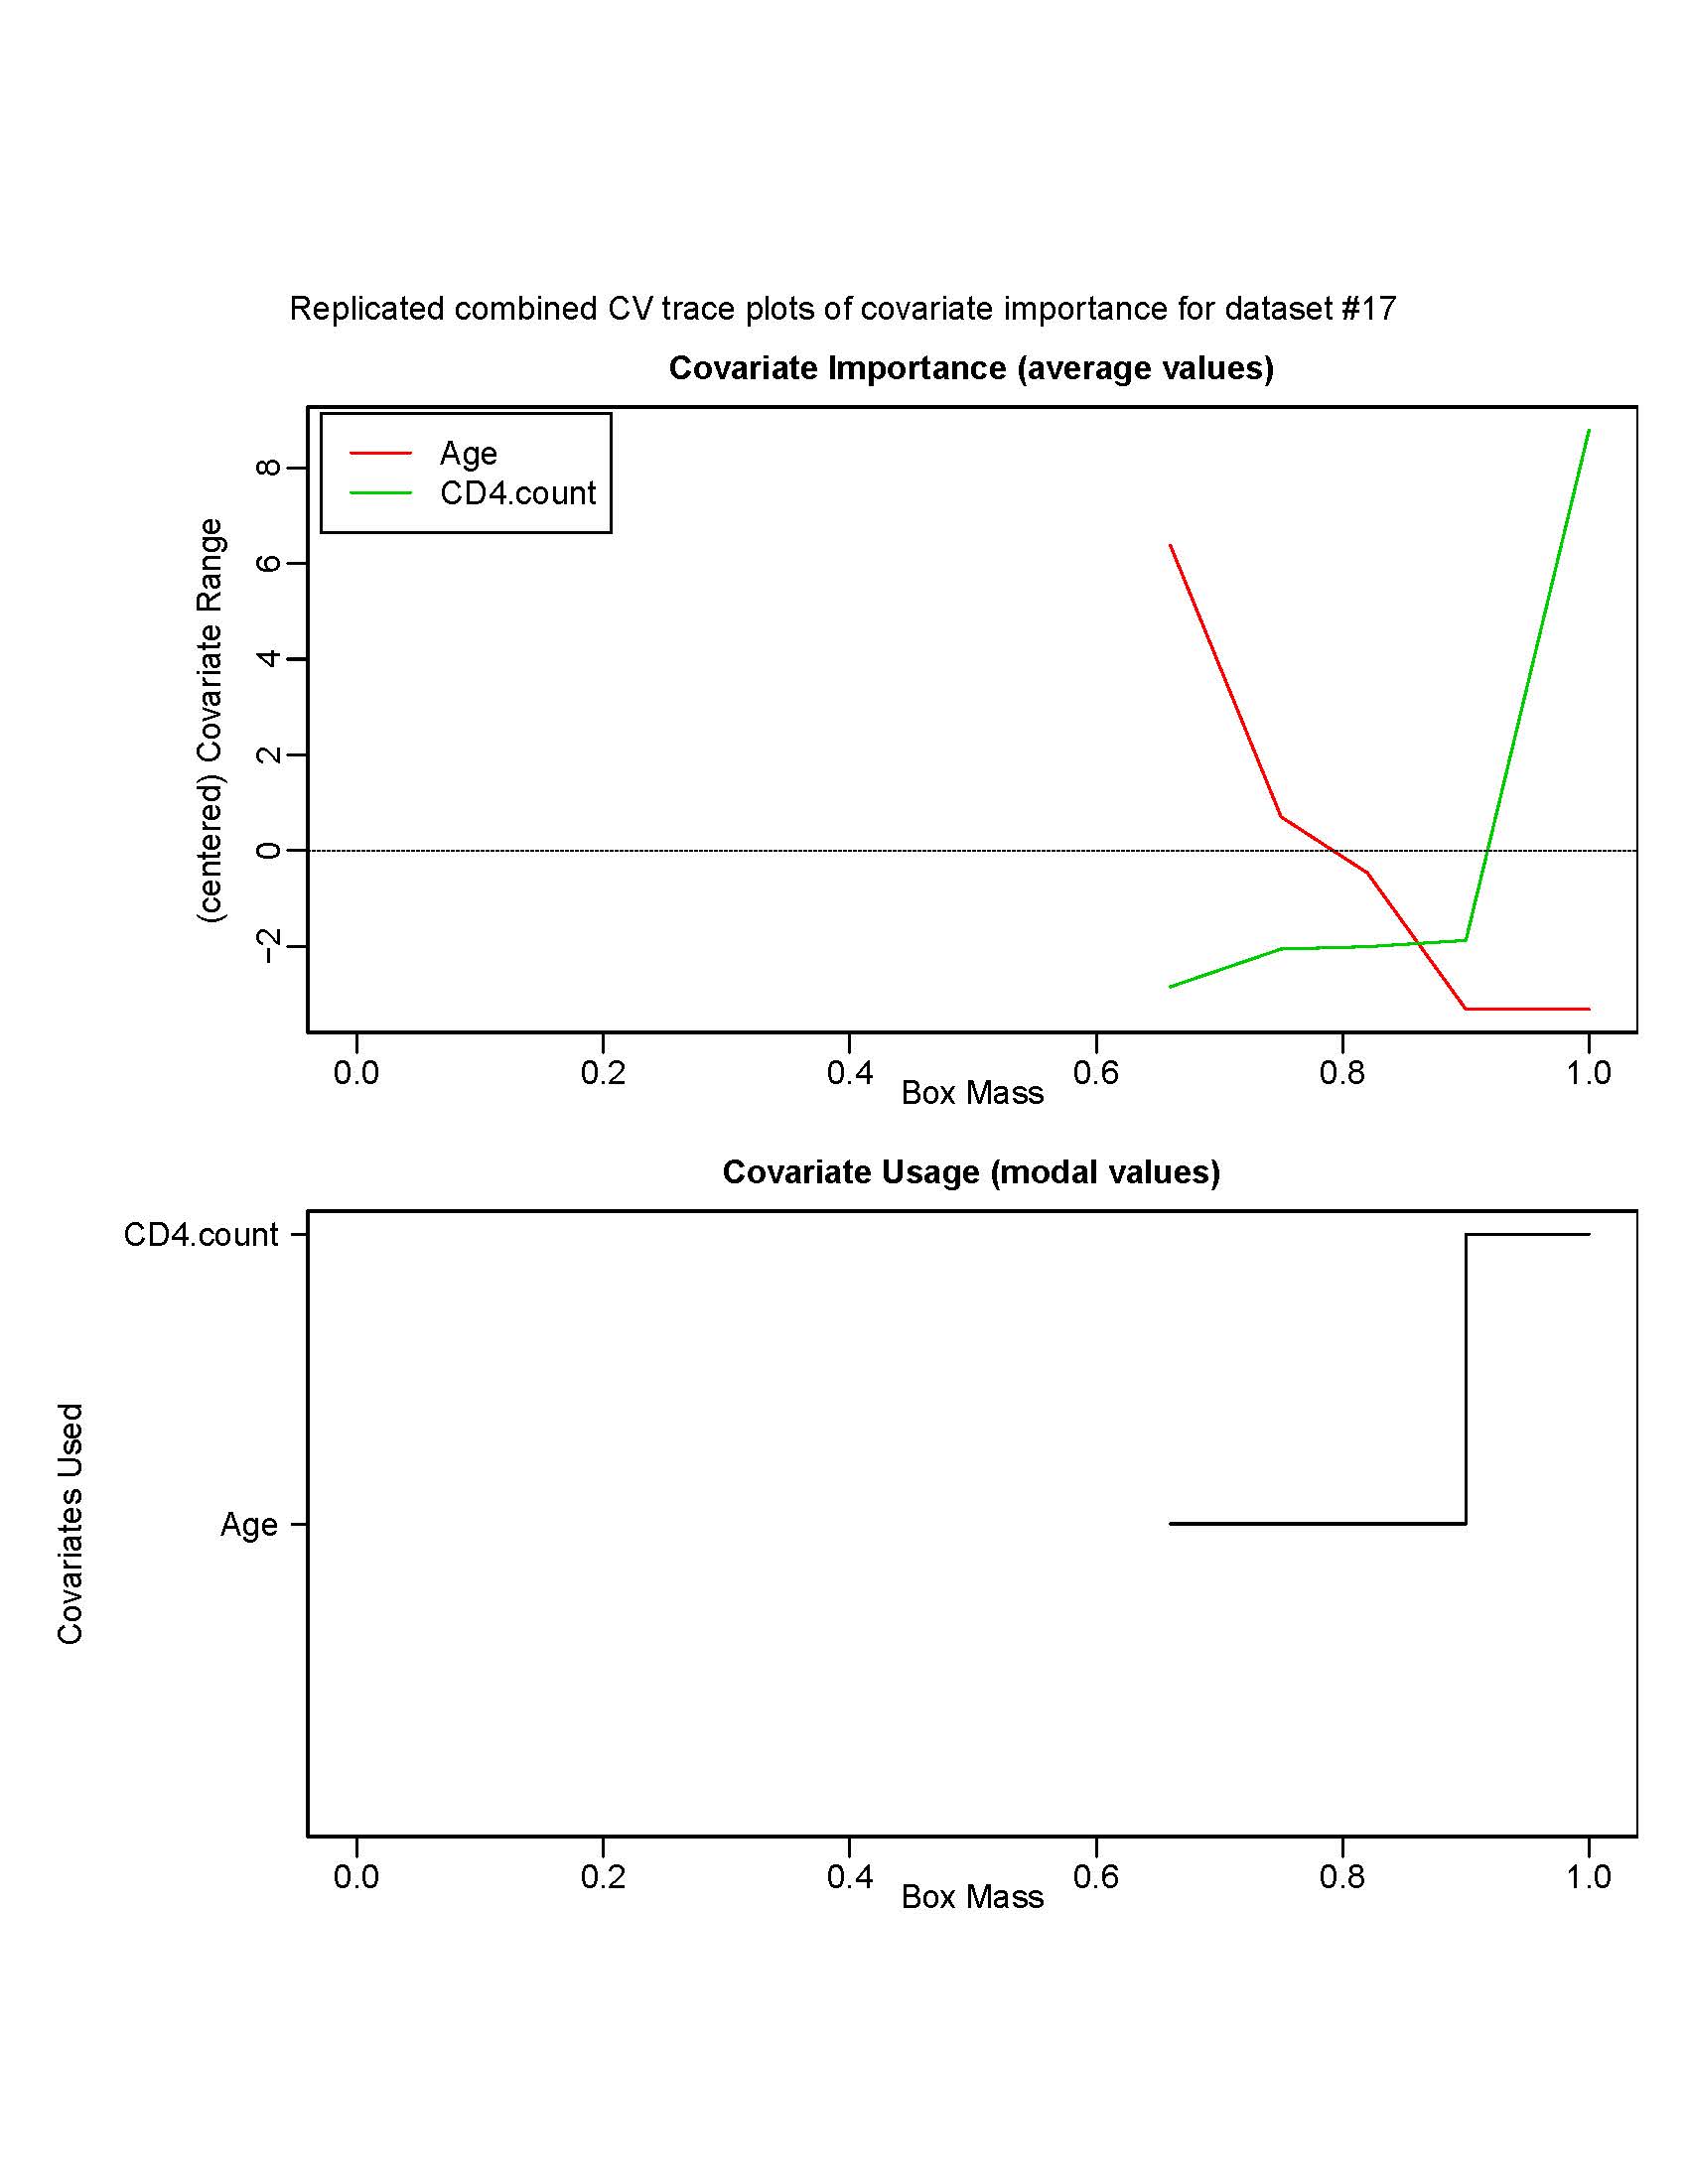 Replicated combined CV trace plots of covariate importance for dataset #17
Covariate Importance (average values)
Age
CD4.count
(centered) Covariate Range
8
6
4
2
0
−2
0.0 0.2 0.4 0.6 0.8 1.0
Box Mass
Covariate Usage (modal values)
CD4.count
Age
Covariates Used
0.0 0.2 0.4 0.6 0.8 1.0
Box Mass